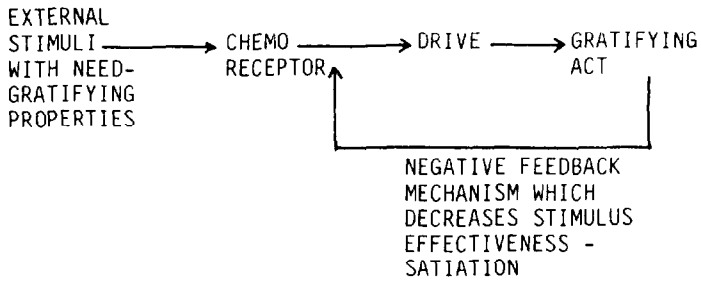 EXTERNAL
STIMULI
WITH NEED-
GRATIFYING
PROPERTIES
CHEMO
RECEPTOR
DRIVE
GRATIFYING
ACT
NEGATIVE FEEDBACK
MECHANISM WHICH
DECREASES STIMULUS
EFFECTIVENESS -
SATIATION